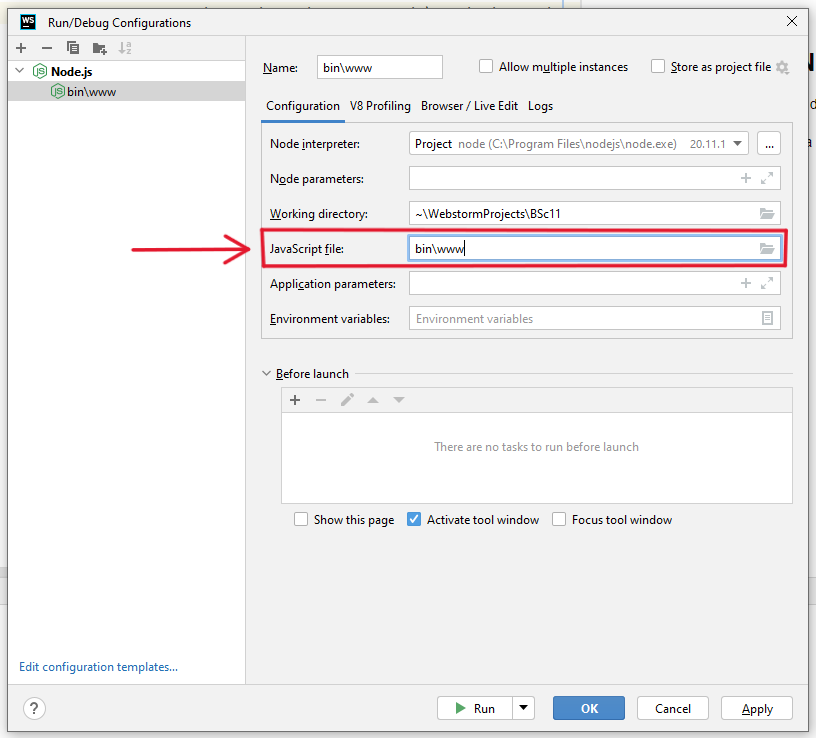 WS Run/Debug Configurations
Node.js
bin\www
Name: bin\www Allow multiple instances Store as project file
Configuration V8 Profiling Browser / Live Edit Logs
Node interpreter: Project node (C:\Program Files\nodejs\node.exe) 20.11.1 ...
Node parameters:
Working directory: ~\WebstormProjects\BSc11
JavaScript file: bin\www
Application parameters:
Environment variables: Environment variables
Before launch
There are no tasks to run before launch
Show this page Activate tool window Focus tool window
Edit configuration templates...
? Run OK Cancel Apply